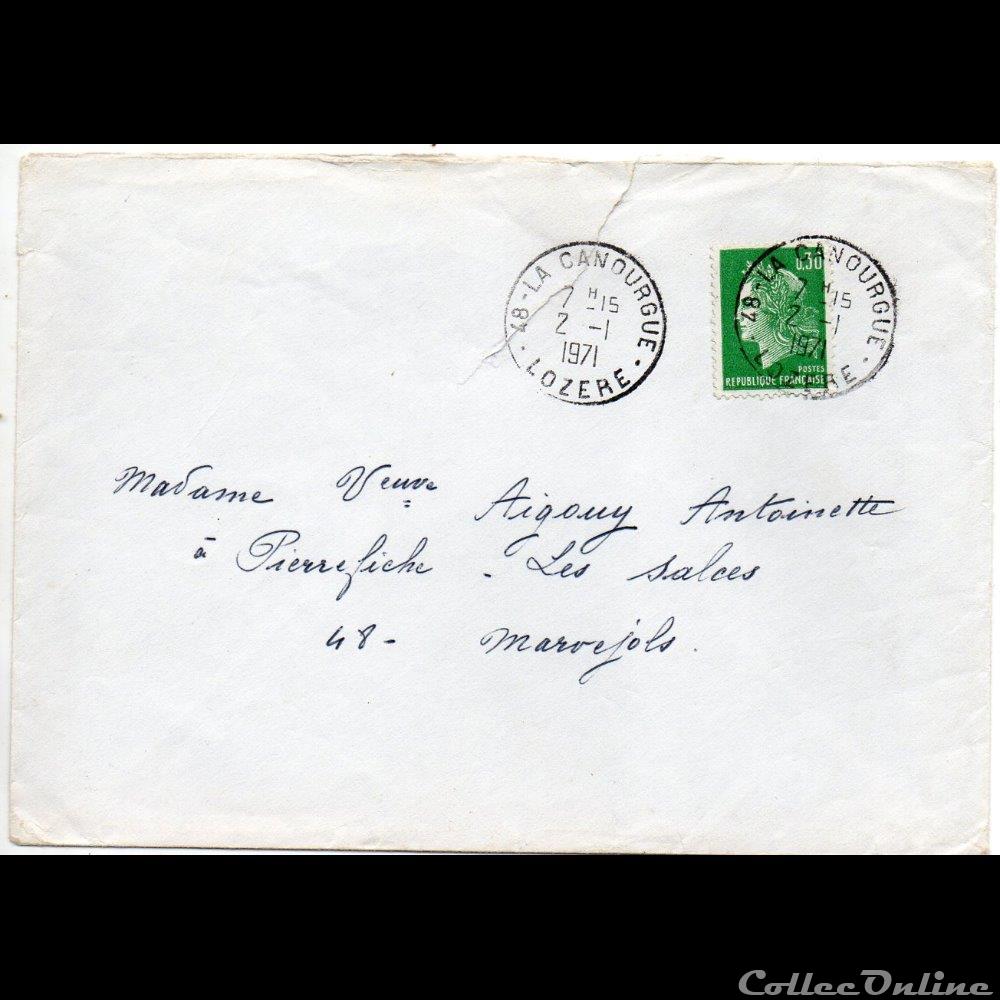 48-LA CANOURGUE
7 H -15
2 -1
1971
· LOZERE ·
0,30
POSTES
REPUBLIQUE FRANÇAISE
48-LA CANOURGUE
7 H -15
2 -1
1971
· LOZERE ·
Madame Veuve Aigouy Antoinette
à Pierrefiche - Les salces
48 - Marvejols.
CollecOnline